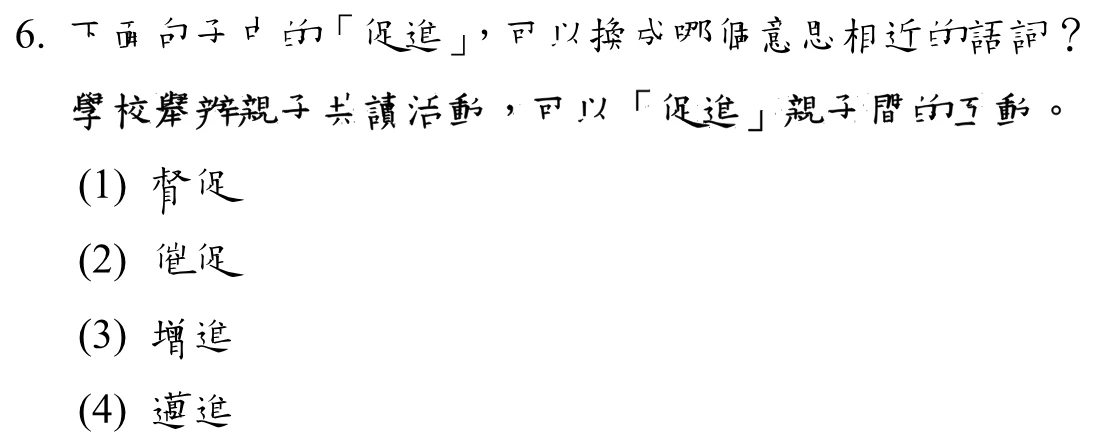 6. 下面句子中的「促進」，可以換成哪個意思相近的話詞？
學校舉辦親子共讀活動，可以「促進」親子間的互動。
(1) 督促
(2) 催促
(3) 增進
(4) 邁進